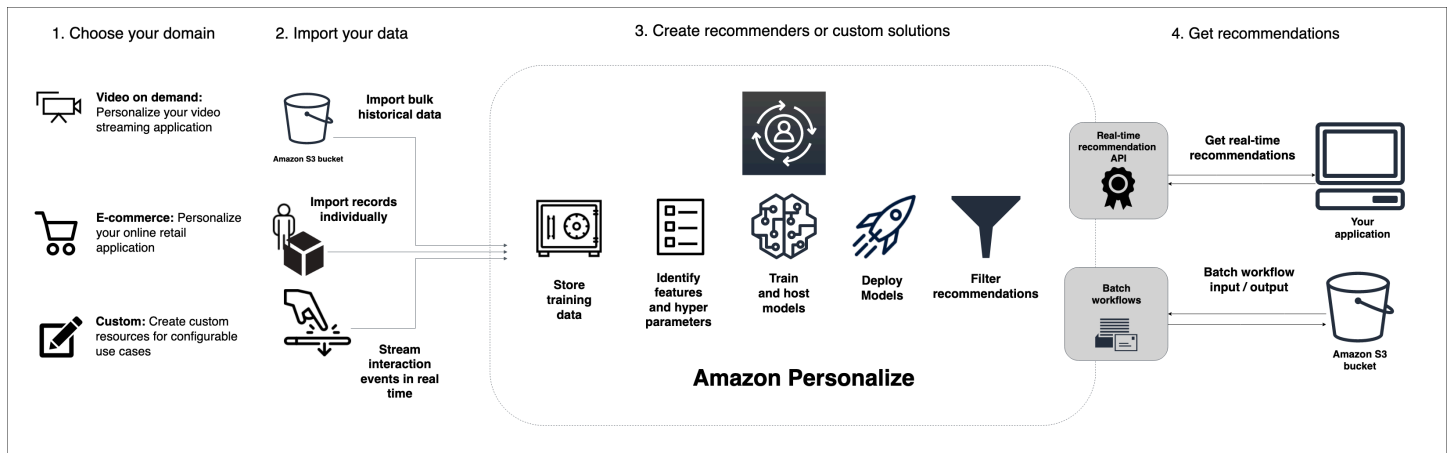 1. Choose your domain
Video on demand:
Personalize your video
streaming application
E-commerce: Personalize
your online retail
application
Custom: Create custom
resources for configurable
use cases
2. Import your data
Import bulk
historical data
Amazon S3 bucket
Import records
individually
Stream
interaction
events in real
time
3. Create recommenders or custom solutions
Store
training
data
Identify
features
and hyper
parameters
Train
and host
models
Deploy
Models
Filter
recommendations
Amazon Personalize
4. Get recommendations
Real-time
recommendation
API
Get real-time
recommendations
Your
application
Batch
workflows
Batch workflow
input / output
Amazon S3
bucket